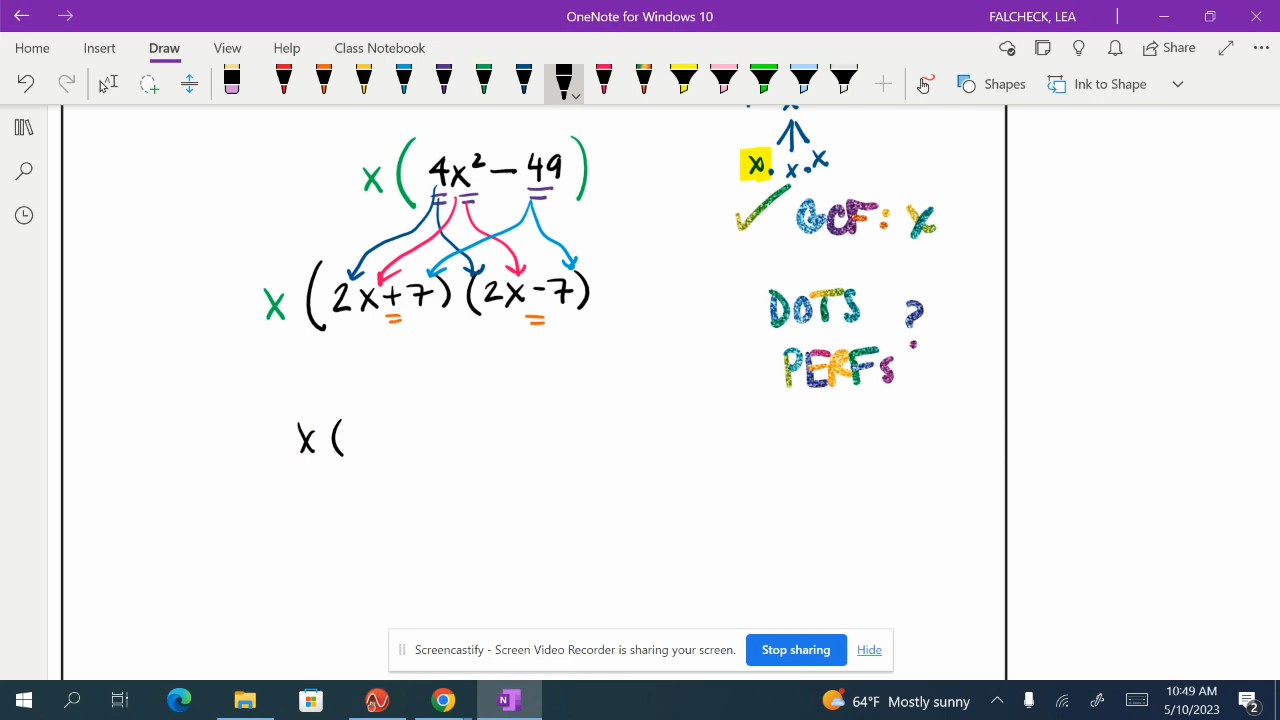 OneNote for Windows 10
FALCHECK, LEA
Home Insert Draw View Help Class Notebook
Share
Shapes
Ink to Shape
x (4x² – 49)
x . x . x
GCF: x
x (2x+7) (2x-7)
DOTS ?
PERFS
x (
Screencastify - Screen Video Recorder is sharing your screen.
Stop sharing
Hide
64°F Mostly sunny
10:49 AM
5/10/2023
2